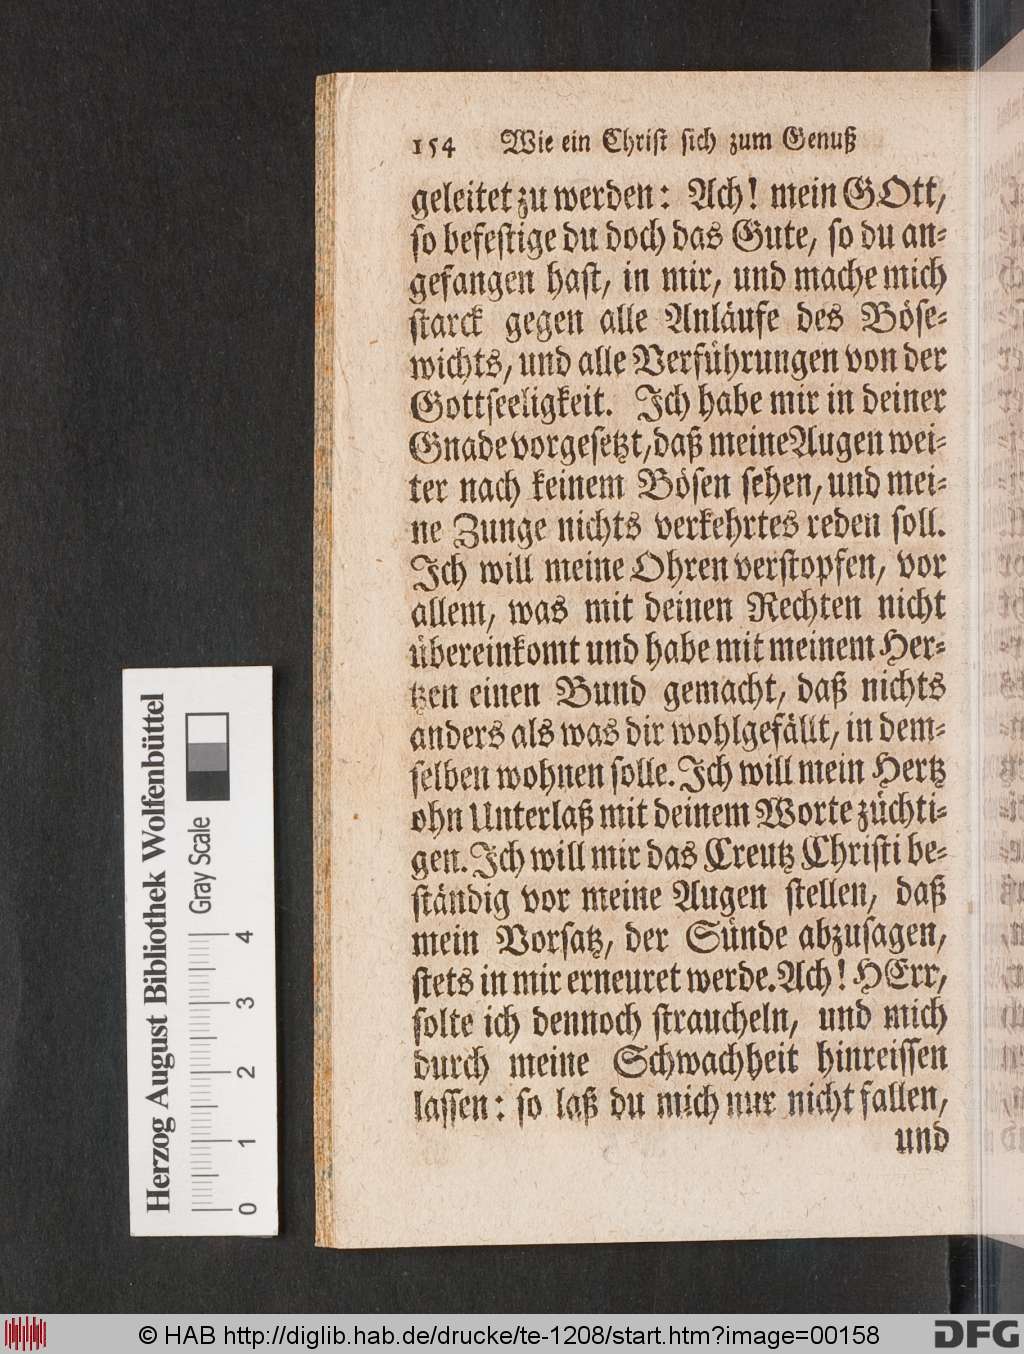 154 Wie ein Christ sich zum Genuß
geleitet zu werden: Ach! mein GOtt,
so befestige du doch das Gute, so du an-
gefangen hast, in mir, und mache mich
starck gegen alle Anläufe des Böse-
wichts, und alle Verführungen von der
Gottseeligkeit. Ich habe mir in deiner
Gnade vorgesetzt, daß meine Augen wei-
ter nach keinem Bösen sehen, und mei-
ne Zunge nichts verkehrtes reden soll.
Ich will meine Ohren verstopfen, vor
allem, was mit deinen Rechten nicht
übereinkomt und habe mit meinem Her-
tzen einen Bund gemacht, daß nichts
anders als was dir wohlgefällt, in dem-
selben wohnen solle. Ich will mein Hertz
ohn Unterlaß mit deinem Worte züchti-
gen. Ich will mir das Creutz Christi be-
ständig vor meine Augen stellen, daß
mein Vorsatz, der Sünde abzusagen,
stets in mir erneuret werde. Ach! HErr,
solte ich dennoch straucheln, und mich
durch meine Schwachheit hinreissen
lassen: so laß du mich nur nicht fallen,
und
Herzog August Bibliothek Wolfenbüttel
Gray Scale
0 1 2 3 4
© HAB http://diglib.hab.de/drucke/te-1208/start.htm?image=00158
DFG